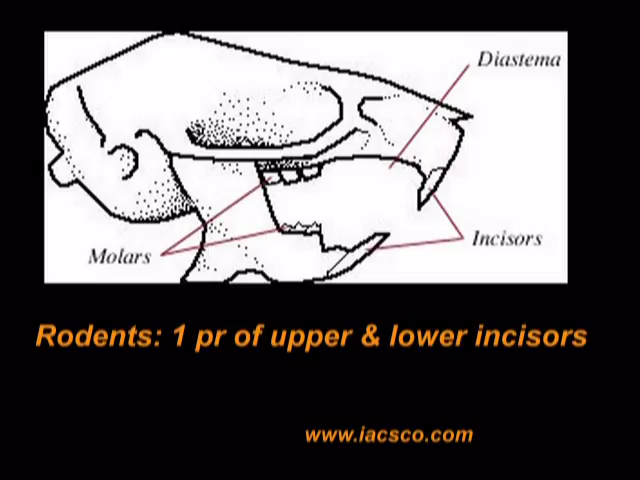 Diastema
Incisors
Molars
Rodents: 1 pr of upper & lower incisors
www.iacsco.com